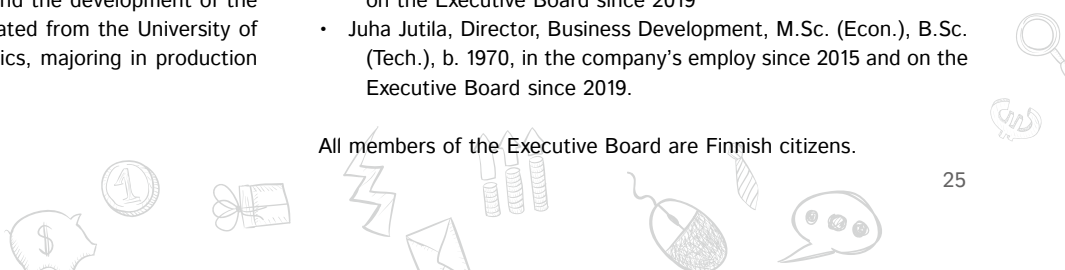 and the development of the
ated from the University of
ics, majoring in production
on the Executive Board since 2019
• Juha Jutila, Director, Business Development, M.Sc. (Econ.), B.Sc.
(Tech.), b. 1970, in the company's employ since 2015 and on the
Executive Board since 2019.
All members of the Executive Board are Finnish citizens.
25
1
$